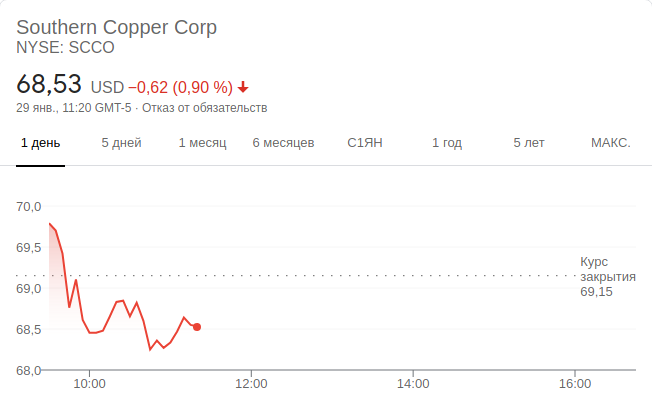 Southern Copper Corp
NYSE: SCCO
68,53 USD −0,62 (0,90 %)
29 янв., 11:20 GMT-5 · Отказ от обязательств
1 день 5 дней 1 месяц 6 месяцев С1ЯН 1 год 5 лет МАКС.
70,0
69,5
Курс
закрытия
69,15
69,0
68,5
68,0
10:00 12:00 14:00 16:00